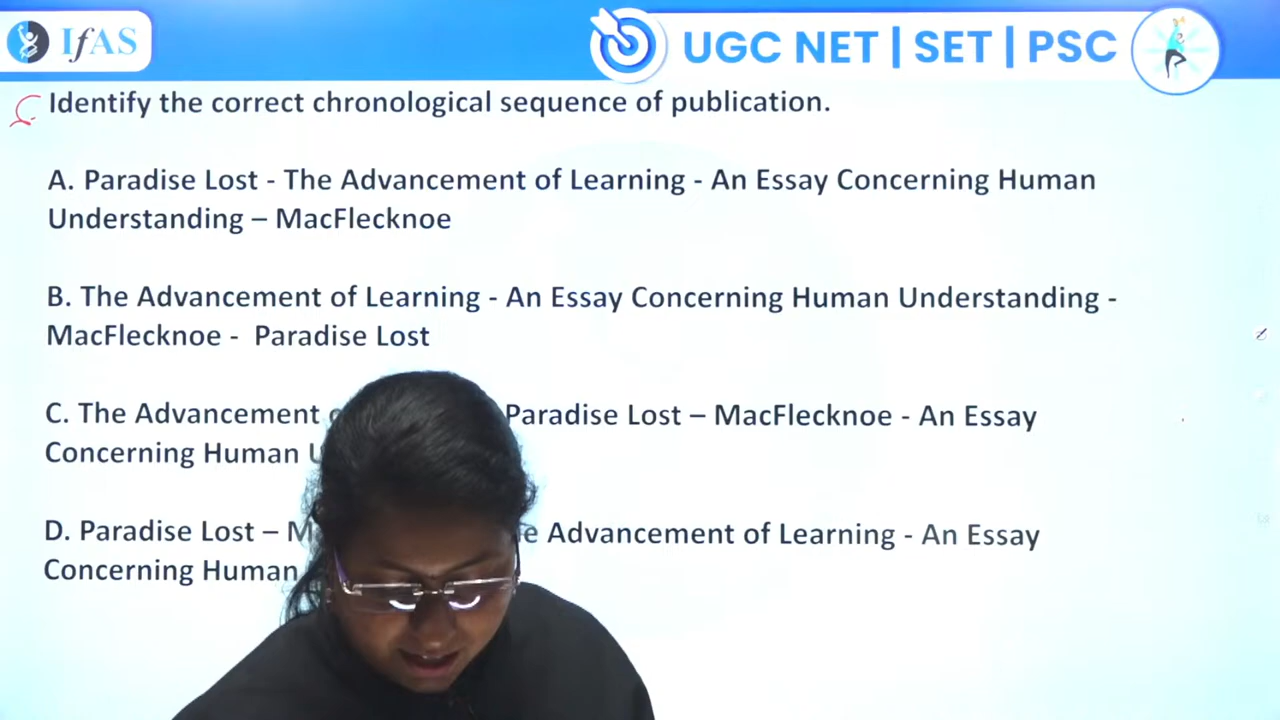 IfAS
UGC NET | SET | PSC
Identify the correct chronological sequence of publication.
A. Paradise Lost - The Advancement of Learning - An Essay Concerning Human
Understanding – MacFlecknoe
B. The Advancement of Learning - An Essay Concerning Human Understanding -
MacFlecknoe - Paradise Lost
C. The Advancement Paradise Lost – MacFlecknoe - An Essay
Concerning Human
D. Paradise Lost – Advancement of Learning - An Essay
Concerning Human